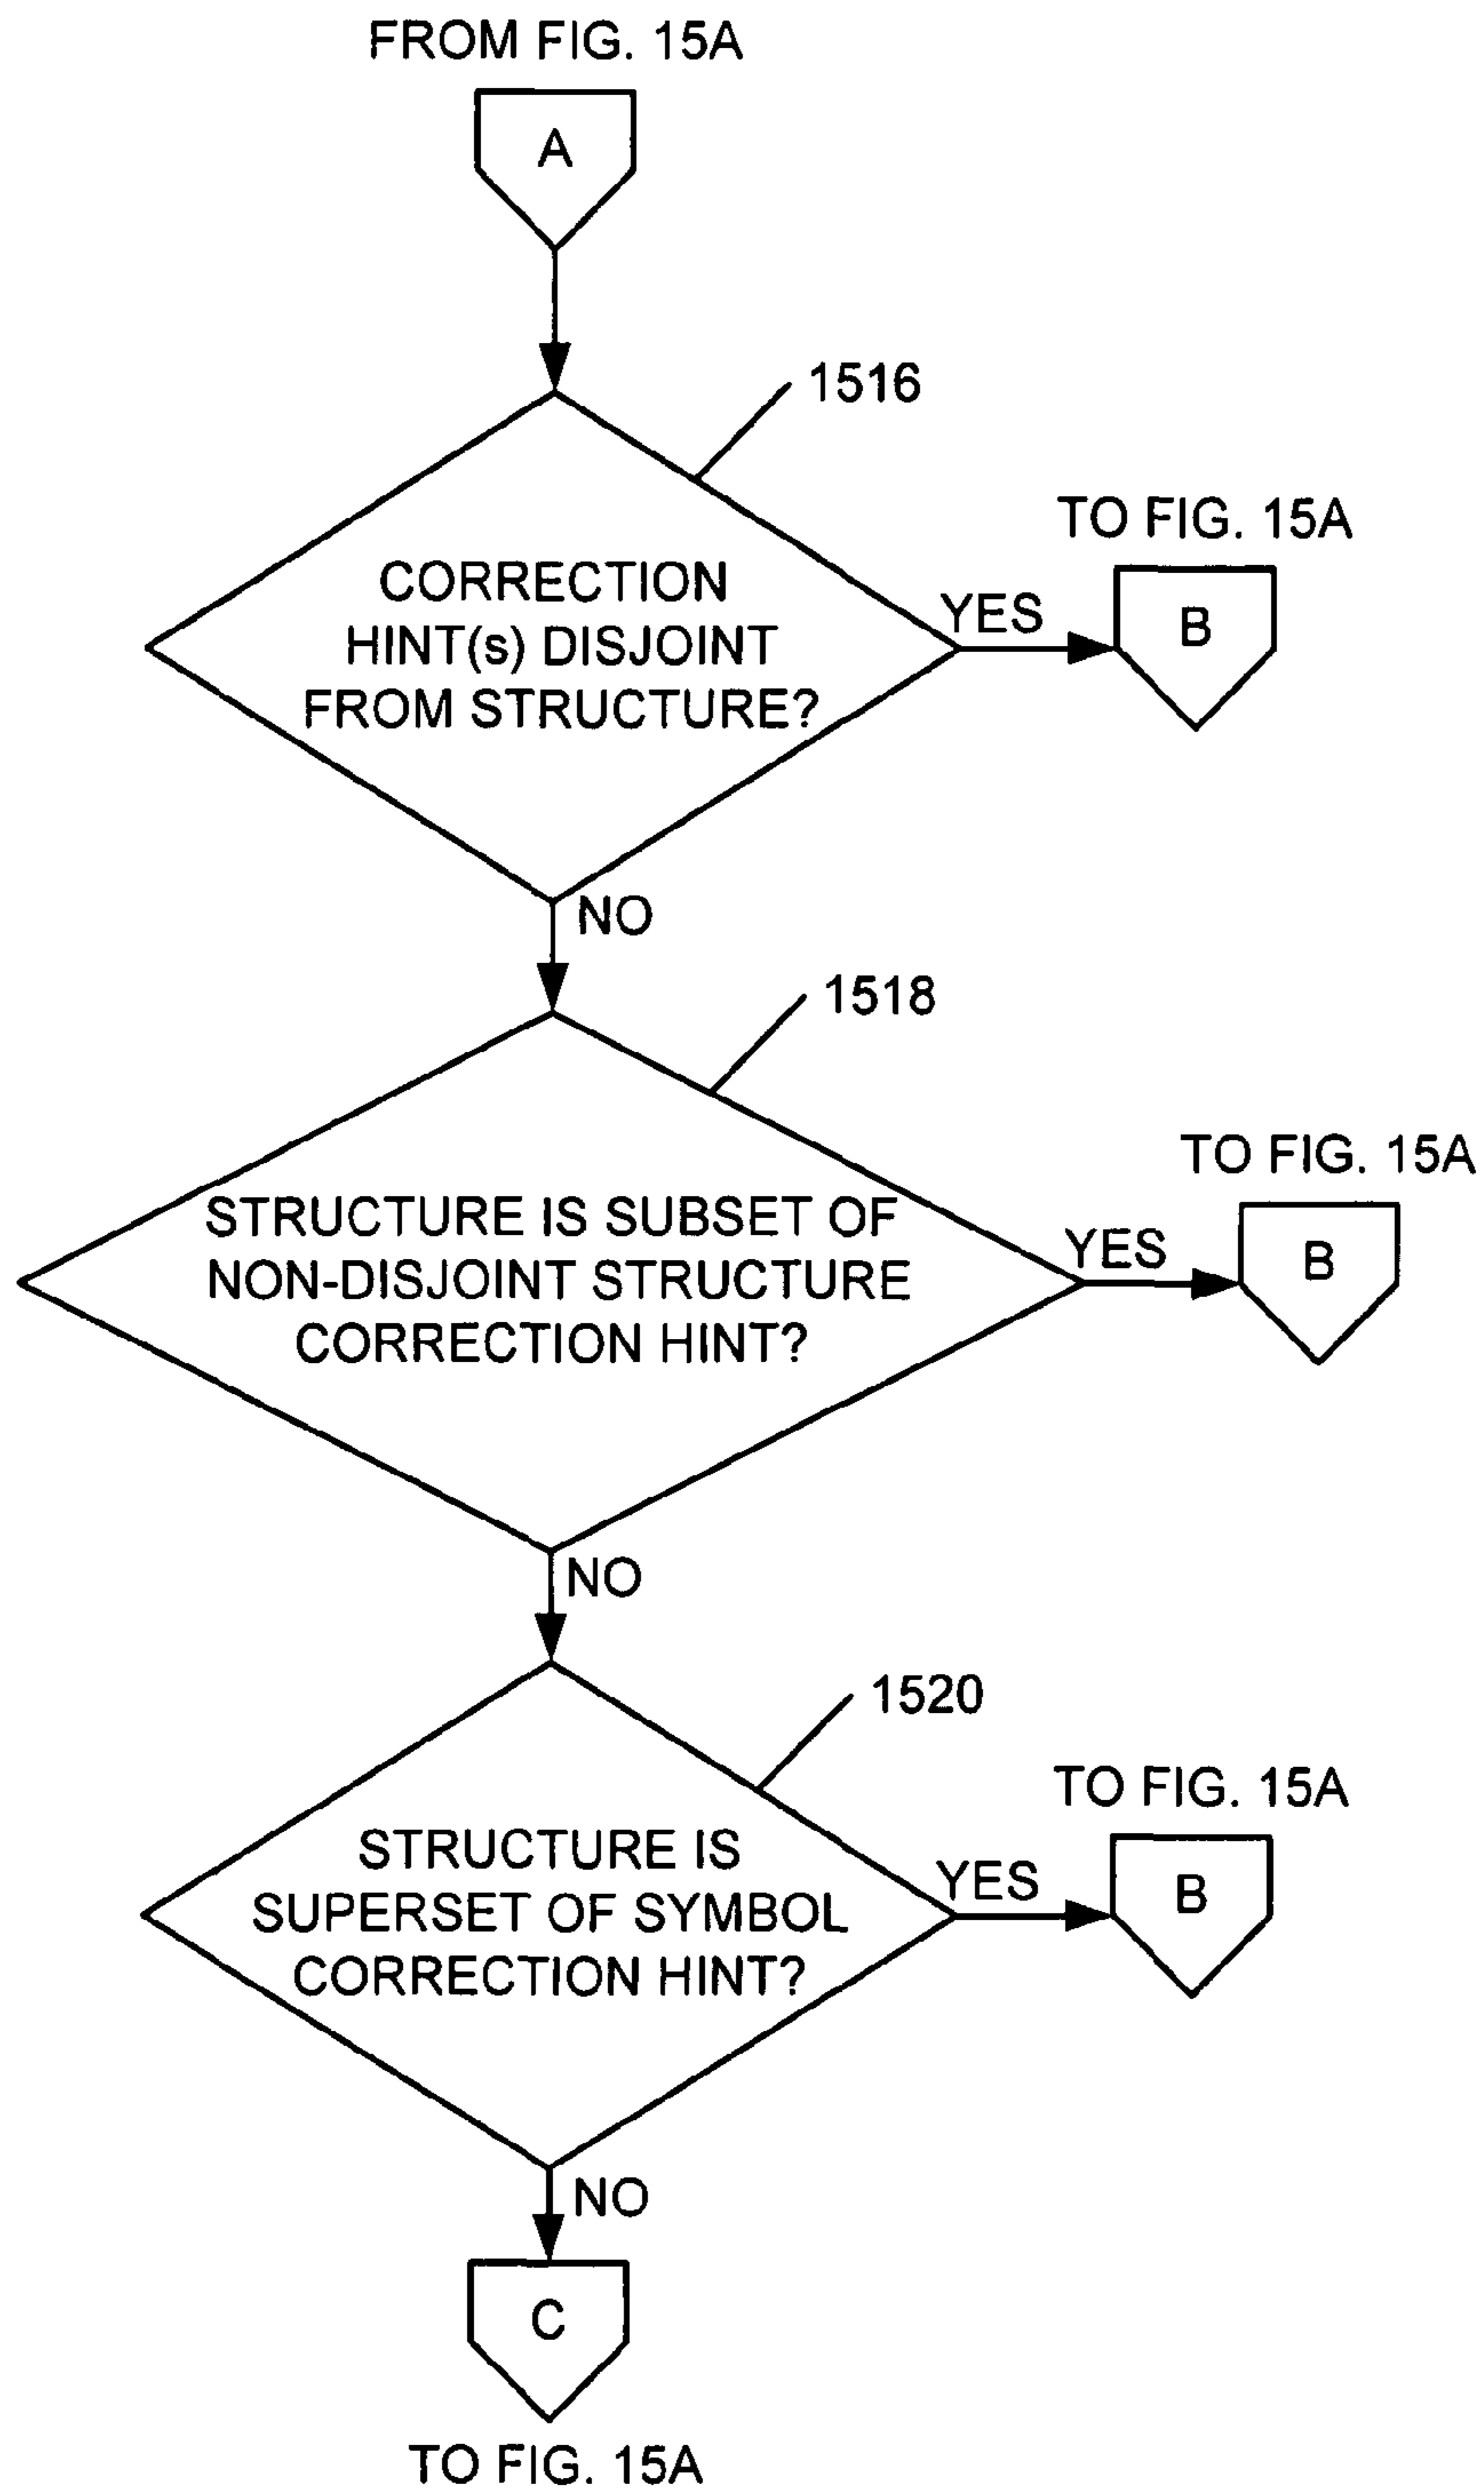 FROM FIG. 15A
A
1516
CORRECTION
HINT(s) DISJOINT
FROM STRUCTURE?
YES
TO FIG. 15A
B
NO
1518
STRUCTURE IS SUBSET OF
NON-DISJOINT STRUCTURE
CORRECTION HINT?
YES
TO FIG. 15A
B
NO
1520
STRUCTURE IS
SUPERSET OF SYMBOL
CORRECTION HINT?
YES
TO FIG. 15A
B
NO
C
TO FIG. 15A